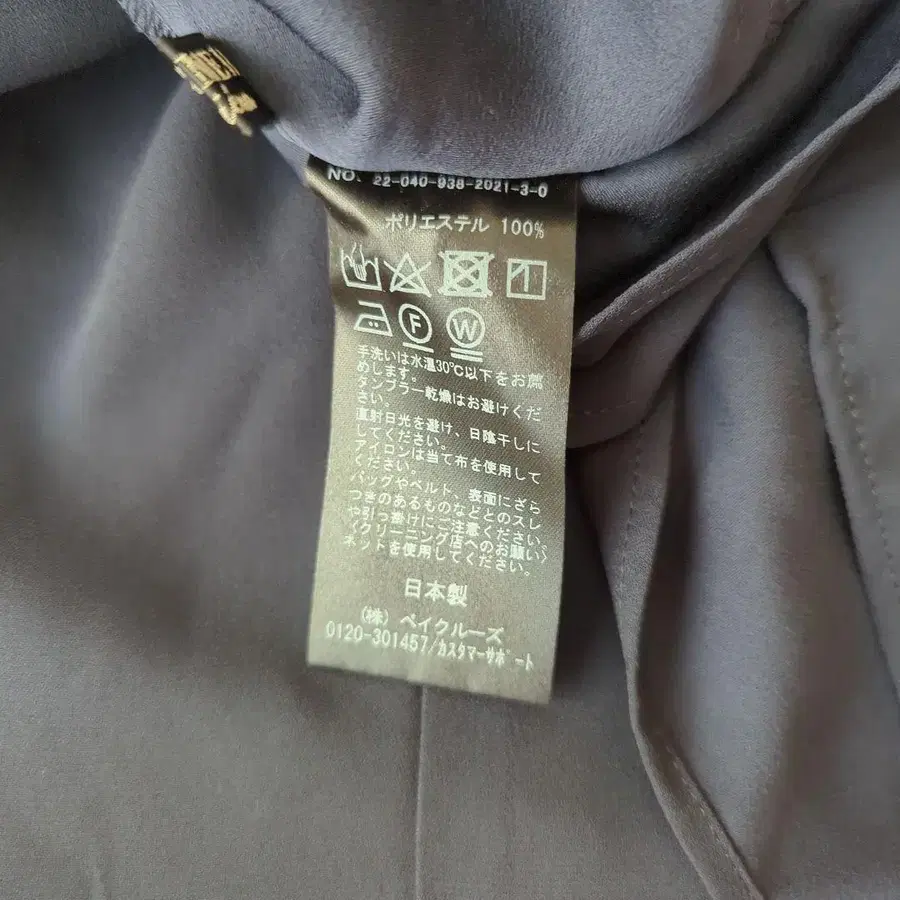 NO. 22-040-938-2021-3-0
ポリエステル 100%
F W
手洗いは水温30℃以下をお薦
めします。
タンブラー乾燥はお避けくだ
さい。
直射日光を避け、日陰干しに
してください。
アイロンは当て布を使用して
ください。
バッグやベルト、表面にざら
つきのあるものなどとのスレ
や引っ掛けにご注意ください。
〈クリーニング店へのお願い〉
ネットを使用してください。
日本製
(株) ベイクルーズ
0120-301457/カスタマーサポート